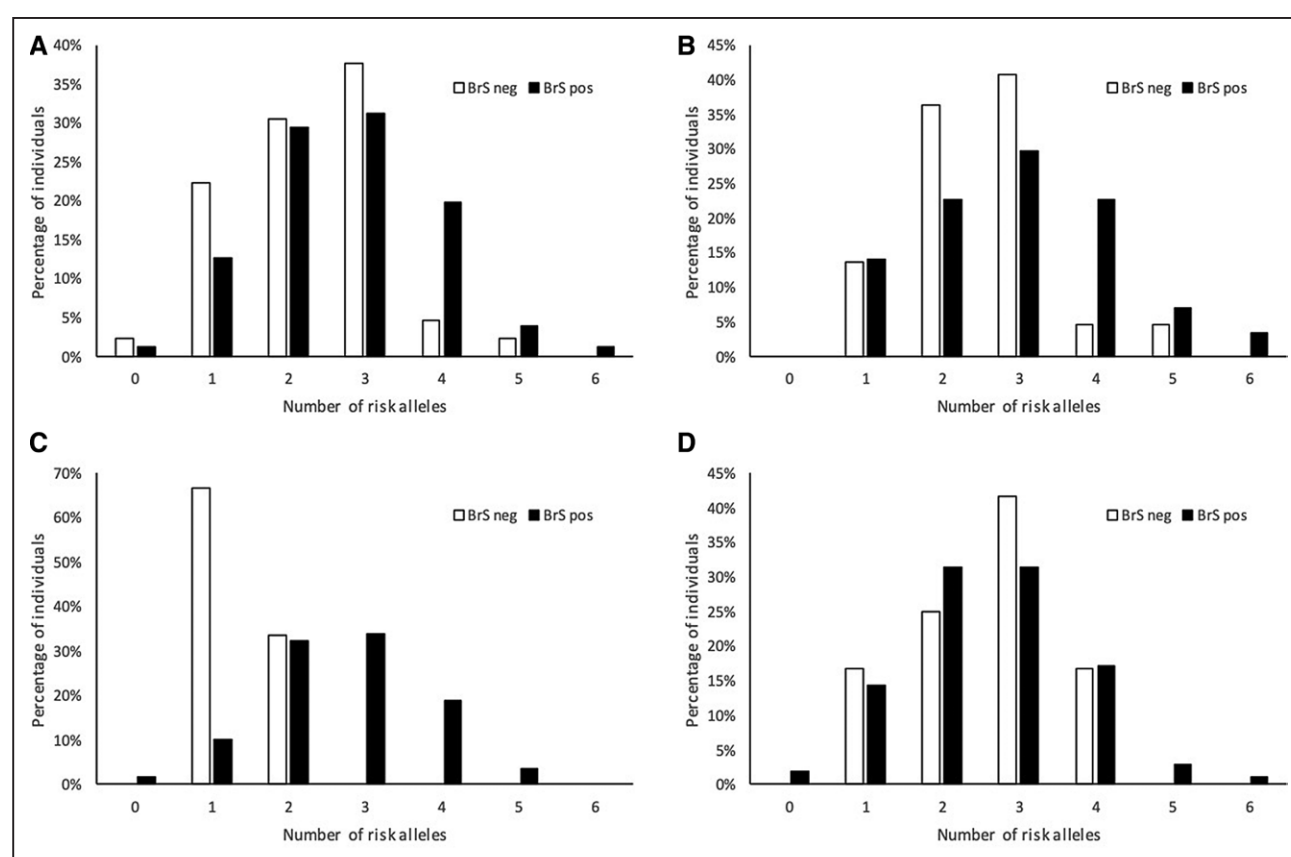 A
40%
35%
30%
25%
20%
15%
10%
5%
0%
Percentage of individuals
BrS neg BrS pos
0 1 2 3 4 5 6
Number of risk alleles
B
45%
40%
35%
30%
25%
20%
15%
10%
5%
0%
Percentage of individuals
BrS neg BrS pos
0 1 2 3 4 5 6
Number of risk alleles
C
70%
60%
50%
40%
30%
20%
10%
0%
Percentage of individuals
BrS neg BrS pos
0 1 2 3 4 5 6
Number of risk alleles
D
45%
40%
35%
30%
25%
20%
15%
10%
5%
0%
Percentage of individuals
BrS neg BrS pos
0 1 2 3 4 5 6
Number of risk alleles